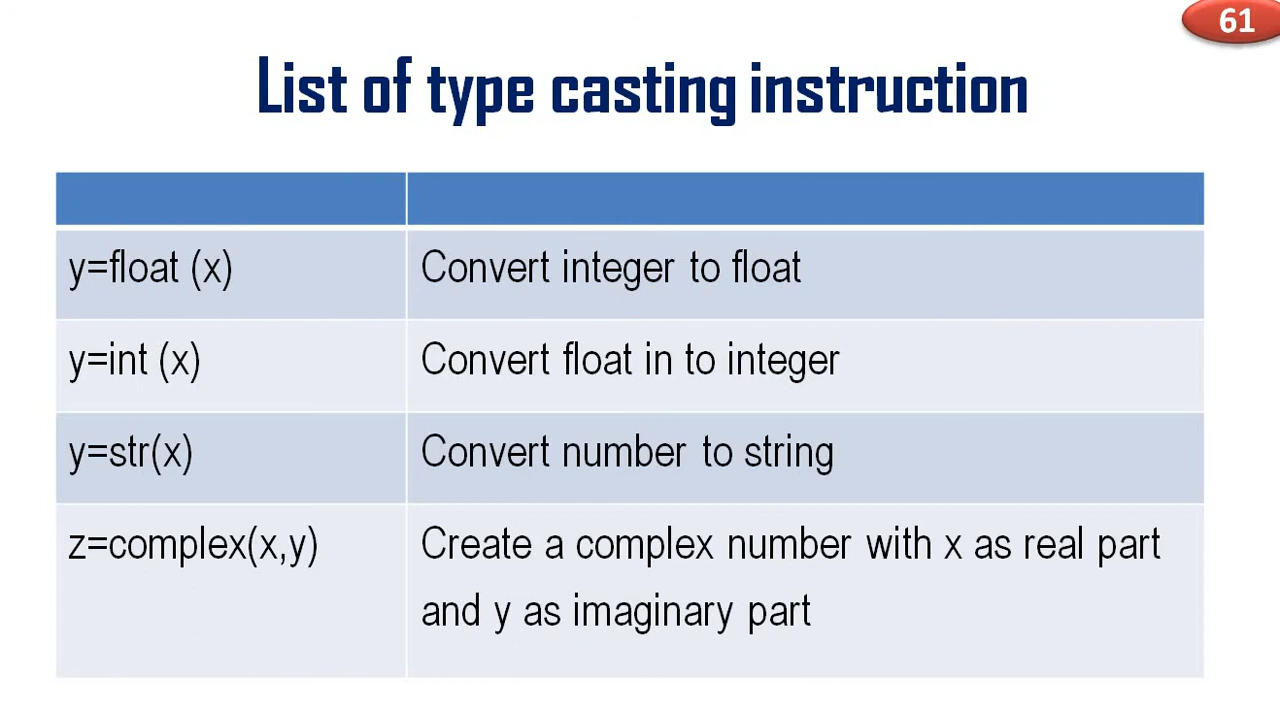 61
List of type casting instruction
y=float (x)
Convert integer to float
y=int (x)
Convert float in to integer
y=str(x)
Convert number to string
z=complex(x,y)
Create a complex number with x as real part
and y as imaginary part